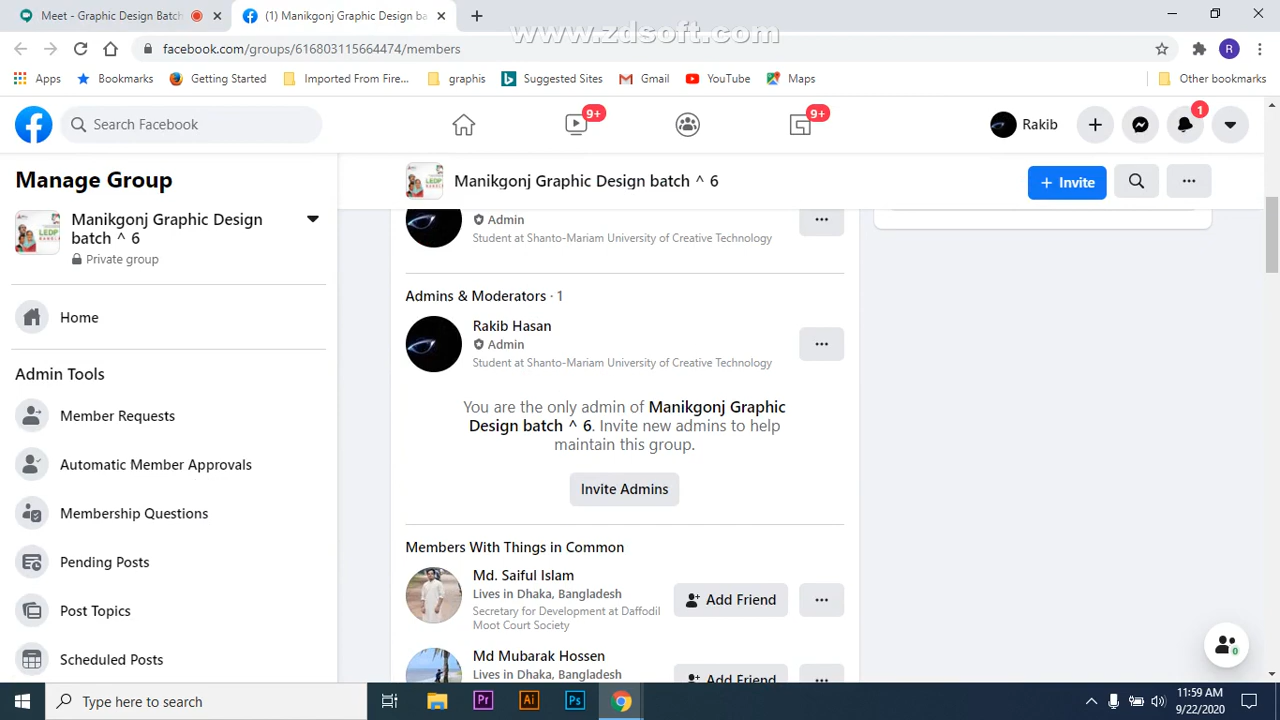 Meet - Graphic Design Batch
(1) Manikgonj Graphic Design ba
www.zdsoft.com
facebook.com/groups/616803115664474/members
R
Apps
Bookmarks
Getting Started
Imported From Fire...
graphis
Suggested Sites
Gmail
YouTube
Maps
Other bookmarks
Search Facebook
9+
9+
Rakib
1
Manage Group
Manikgonj Graphic Design batch ^ 6
Private group
Home
Admin Tools
Member Requests
Automatic Member Approvals
Membership Questions
Pending Posts
Post Topics
Scheduled Posts
Manikgonj Graphic Design batch ^ 6
+ Invite
Admin
Student at Shanto-Mariam University of Creative Technology
Admins & Moderators · 1
Rakib Hasan
Admin
Student at Shanto-Mariam University of Creative Technology
You are the only admin of Manikgonj Graphic
Design batch ^ 6. Invite new admins to help
maintain this group.
Invite Admins
Members With Things in Common
Md. Saiful Islam
Lives in Dhaka, Bangladesh
Secretary for Development at Daffodil
Moot Court Society
Add Friend
Md Mubarak Hossen
Lives in Dhaka, Bangladesh
Add Friend
0
Type here to search
Pr
Ai
Ps
11:59 AM
9/22/2020